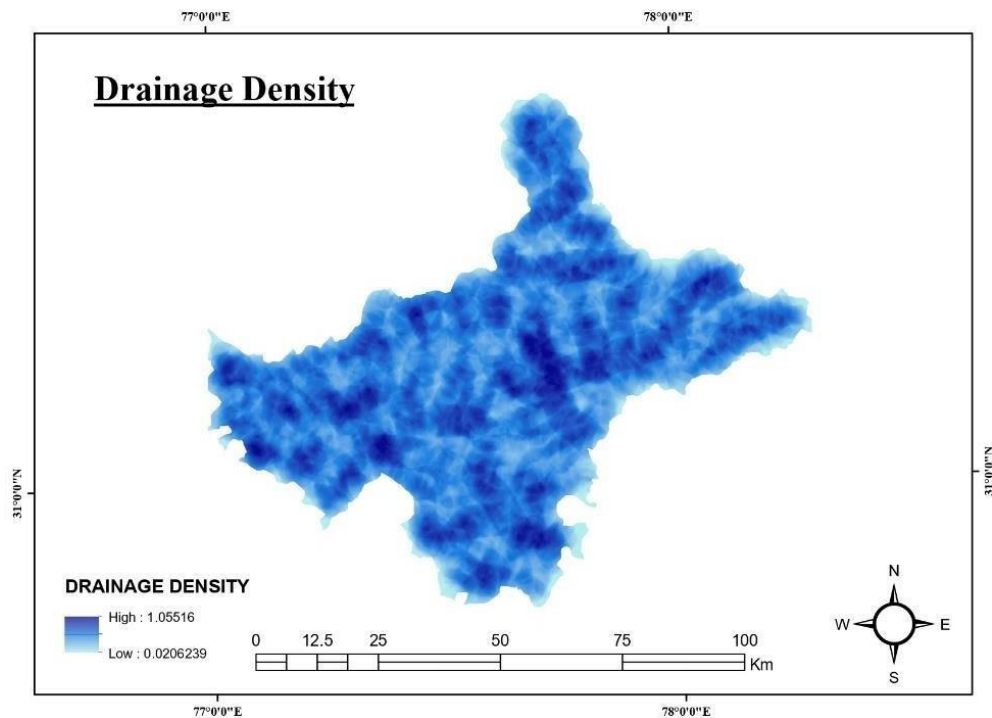 77°0'0"E 78°0'0"E
Drainage Density
31°0'0"N 31°0'0"N
DRAINAGE DENSITY
High : 1.05516
Low : 0.0206239
0 12.5 25 50 75 100
Km
N
W E
S
77°0'0"E 78°0'0"E